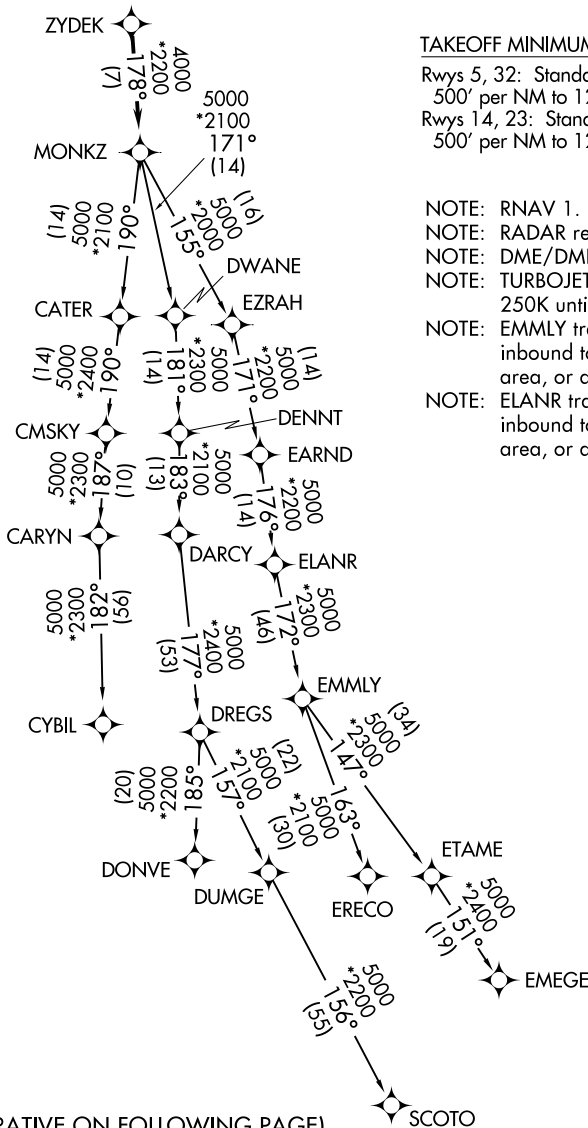 ZYDEK
4000
*2200
178°
(7)
TAKEOFF MINIMUM
Rwys 5, 32: Standa
500' per NM to 12
Rwys 14, 23: Stand
500' per NM to 12
5000
*2100
171°
(14)
MONKZ
(14)
5000
*2100
190°
(16)
5000
*2000
155°
NOTE: RNAV 1.
NOTE: RADAR re
NOTE: DME/DM
NOTE: TURBOJET
250K unti
NOTE: EMMLY tra
inbound to
area, or a
NOTE: ELANR tra
inbound to
area, or a
DWANE
CATER
EZRAH
(14)
5000
*2400
190°
5000
*2300
181°
(14)
(14)
5000
*2200
171°
DENNT
CMSKY
EARND
5000
*2300
187°
(10)
5000
*2100
183°
(13)
5000
*2200
176°
(14)
CARYN
DARCY
ELANR
5000
*2300
182°
(56)
5000
*2400
177°
(53)
5000
*2300
172°
(46)
EMMLY
CYBIL
DREGS
(34)
5000
*2300
147°
(20)
5000
*2200
185°
(22)
5000
*2100
157°
5000
*2100
163°
(30)
DONVE
DUMGE
ERECO
ETAME
5000
*2400
151°
(19)
EMEGE
5000
*2200
156°
(55)
SCOTO
RATIVE ON FOLLOWING PAGE)